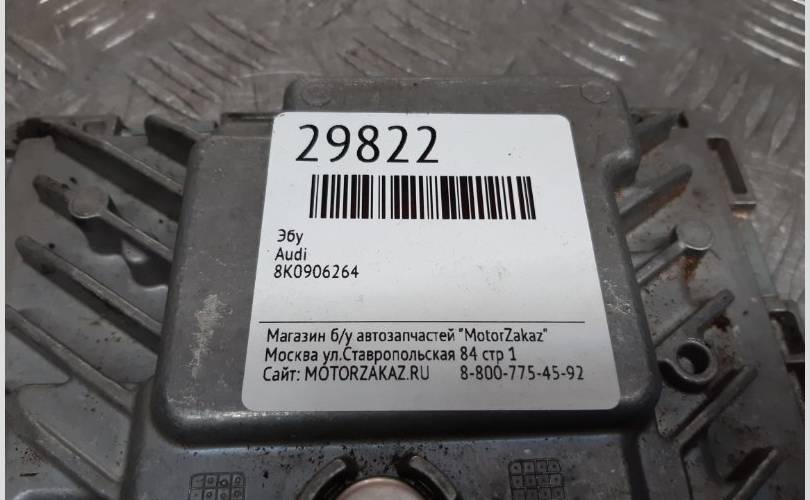 29822
Эбу
Audi
8K0906264
Магазин б/у автозапчастей "MotorZakaz"
Москва ул.Ставропольская 84 стр 1
Сайт: MOTORZAKAZ.RU 8-800-775-45-92